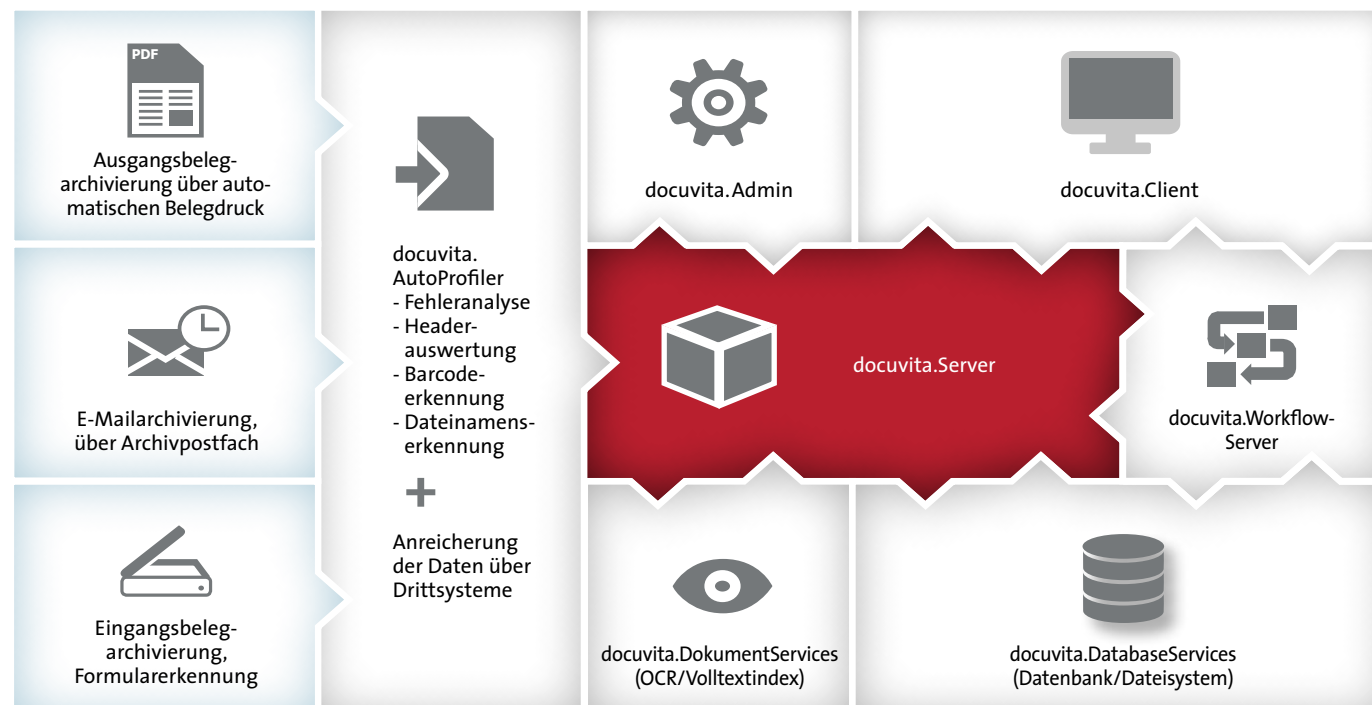 PDF
Ausgangsbeleg-
archivierung über auto-
matischen Belegdruck
E-Mailarchivierung,
über Archivpostfach
Eingangsbeleg-
archivierung,
Formularerkennung
docuvita.
AutoProfiler
- Fehleranalyse
- Header-
auswertung
- Barcode-
erkennung
- Dateinamens-
erkennung
+
Anreicherung
der Daten über
Drittsysteme
docuvita.Admin
docuvita.Client
docuvita.Server
docuvita.Workflow-
Server
docuvita.DokumentServices
(OCR/Volltextindex)
docuvita.DatabaseServices
(Datenbank/Dateisystem)